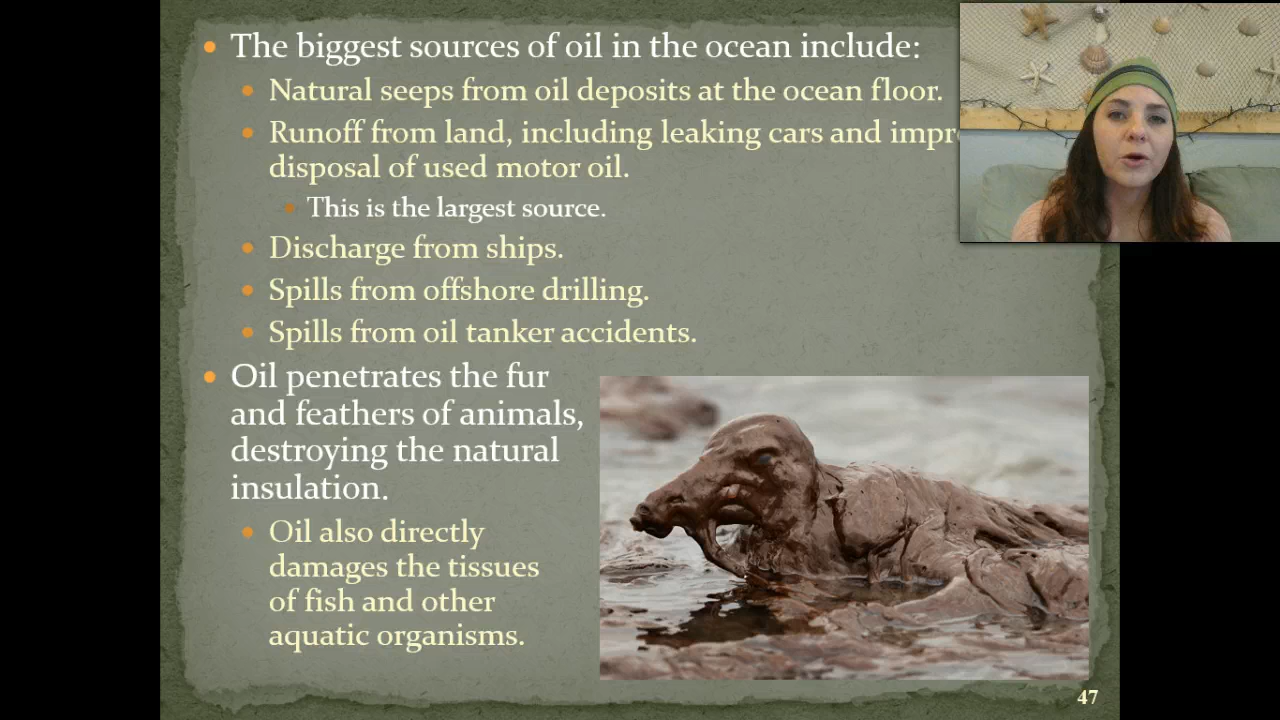 The biggest sources of oil in the ocean include:
Natural seeps from oil deposits at the ocean floor.
Runoff from land, including leaking cars and
disposal of used motor oil.
This is the largest source.
Discharge from ships.
Spills from offshore drilling.
Spills from oil tanker accidents.
Oil penetrates the fur
and feathers of animals,
destroying the natural
insulation.
Oil also directly
damages the tissues
of fish and other
aquatic organisms.
47